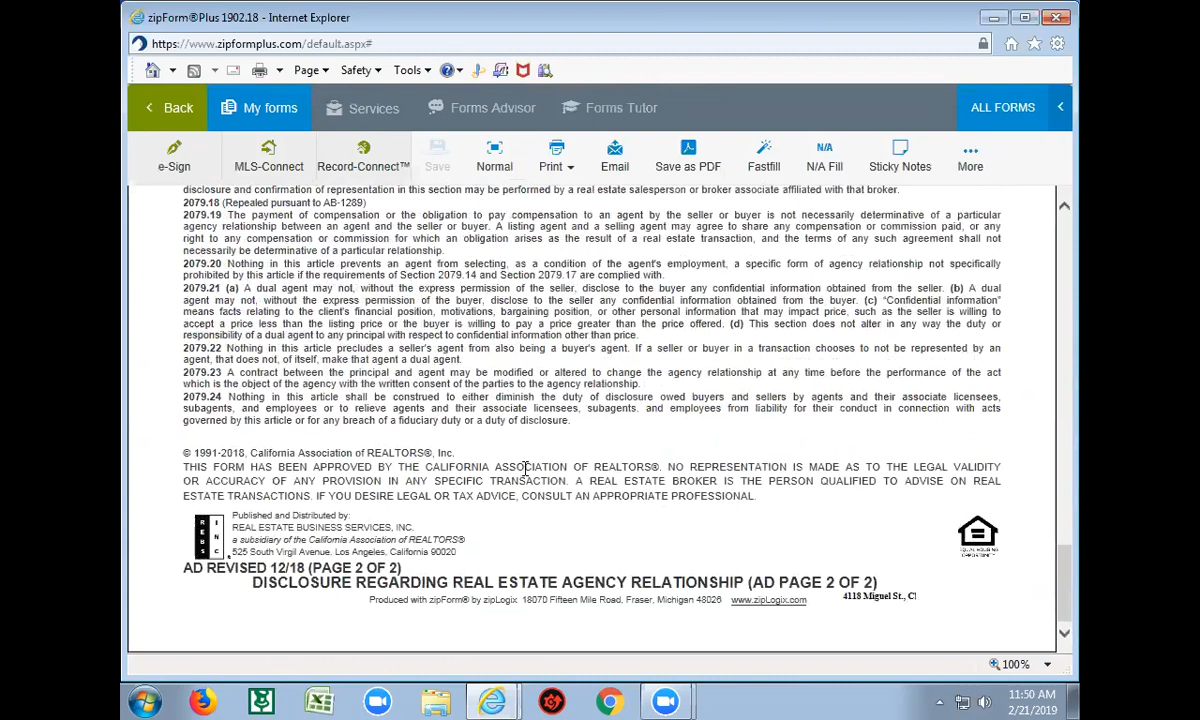 zipForm®Plus 1902.18 - Internet Explorer
https://www.zipformplus.com/default.aspx#
Page Safety Tools
Back My forms Services Forms Advisor Forms Tutor ALL FORMS
e-Sign MLS-Connect Record-Connect™ Save Normal Print Email Save as PDF Fastfill N/A N/A Fill Sticky Notes More
disclosure and confirmation of representation in this section may be performed by a real estate salesperson or broker associate affiliated with that broker.
2079.18 (Repealed pursuant to AB-1289)
2079.19 The payment of compensation or the obligation to pay compensation to an agent by the seller or buyer is not necessarily determinative of a particular
agency relationship between an agent and the seller or buyer. A listing agent and a selling agent may agree to share any compensation or commission paid, or any
right to any compensation or commission for which an obligation arises as the result of a real estate transaction, and the terms of any such agreement shall not
necessarily be determinative of a particular relationship.
2079.20 Nothing in this article prevents an agent from selecting, as a condition of the agent's employment, a specific form of agency relationship not specifically
prohibited by this article if the requirements of Section 2079.14 and Section 2079.17 are complied with.
2079.21 (a) A dual agent may not, without the express permission of the seller, disclose to the buyer any confidential information obtained from the seller. (b) A dual
agent may not, without the express permission of the buyer, disclose to the seller any confidential information obtained from the buyer. (c) “Confidential information”
means facts relating to the client's financial position, motivations, bargaining position, or other personal information that may impact price, such as the seller is willing to
accept a price less than the listing price or the buyer is willing to pay a price greater than the price offered. (d) This section does not alter in any way the duty or
responsibility of a dual agent to any principal with respect to confidential information other than price.
2079.22 Nothing in this article precludes a seller's agent from also being a buyer's agent. If a seller or buyer in a transaction chooses to not be represented by an
agent, that does not, of itself, make that agent a dual agent.
2079.23 A contract between the principal and agent may be modified or altered to change the agency relationship at any time before the performance of the act
which is the object of the agency with the written consent of the parties to the agency relationship.
2079.24 Nothing in this article shall be construed to either diminish the duty of disclosure owed buyers and sellers by agents and their associate licensees,
subagents, and employees or to relieve agents and their associate licensees, subagents, and employees from liability for their conduct in connection with acts
governed by this article or for any breach of a fiduciary duty or a duty of disclosure.
© 1991-2018, California Association of REALTORS®, Inc.
THIS FORM HAS BEEN APPROVED BY THE CALIFORNIA ASSOCIATION OF REALTORS®. NO REPRESENTATION IS MADE AS TO THE LEGAL VALIDITY
OR ACCURACY OF ANY PROVISION IN ANY SPECIFIC TRANSACTION. A REAL ESTATE BROKER IS THE PERSON QUALIFIED TO ADVISE ON REAL
ESTATE TRANSACTIONS. IF YOU DESIRE LEGAL OR TAX ADVICE, CONSULT AN APPROPRIATE PROFESSIONAL.
REBS INC
Published and Distributed by:
REAL ESTATE BUSINESS SERVICES, INC.
a subsidiary of the California Association of REALTORS®
525 South Virgil Avenue, Los Angeles, California 90020
EQUAL HOUSING
OPPORTUNITY
AD REVISED 12/18 (PAGE 2 OF 2)
DISCLOSURE REGARDING REAL ESTATE AGENCY RELATIONSHIP (AD PAGE 2 OF 2)
Produced with zipForm® by zipLogix 18070 Fifteen Mile Road, Fraser, Michigan 48026 www.zipLogix.com 4118 Miguel St.,
100%
11:50 AM
2/21/2019